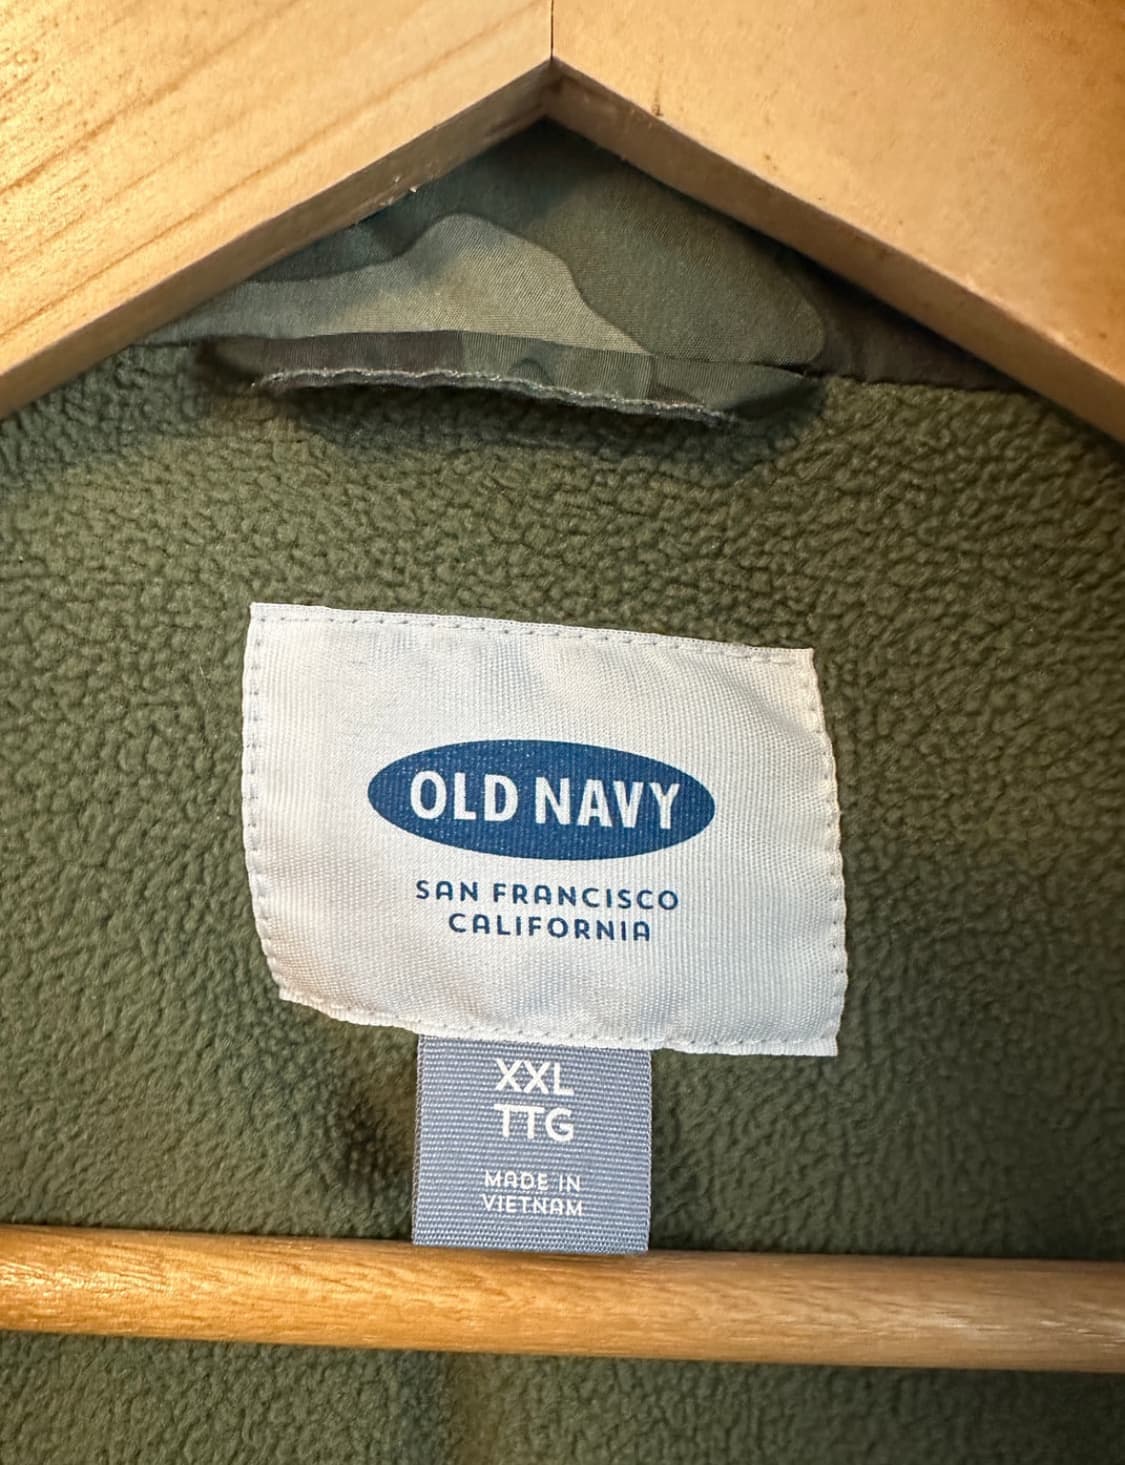 OLD NAVY
SAN FRANCISCO
CALIFORNIA
XXL
TTG
MADE IN
VIETNAM